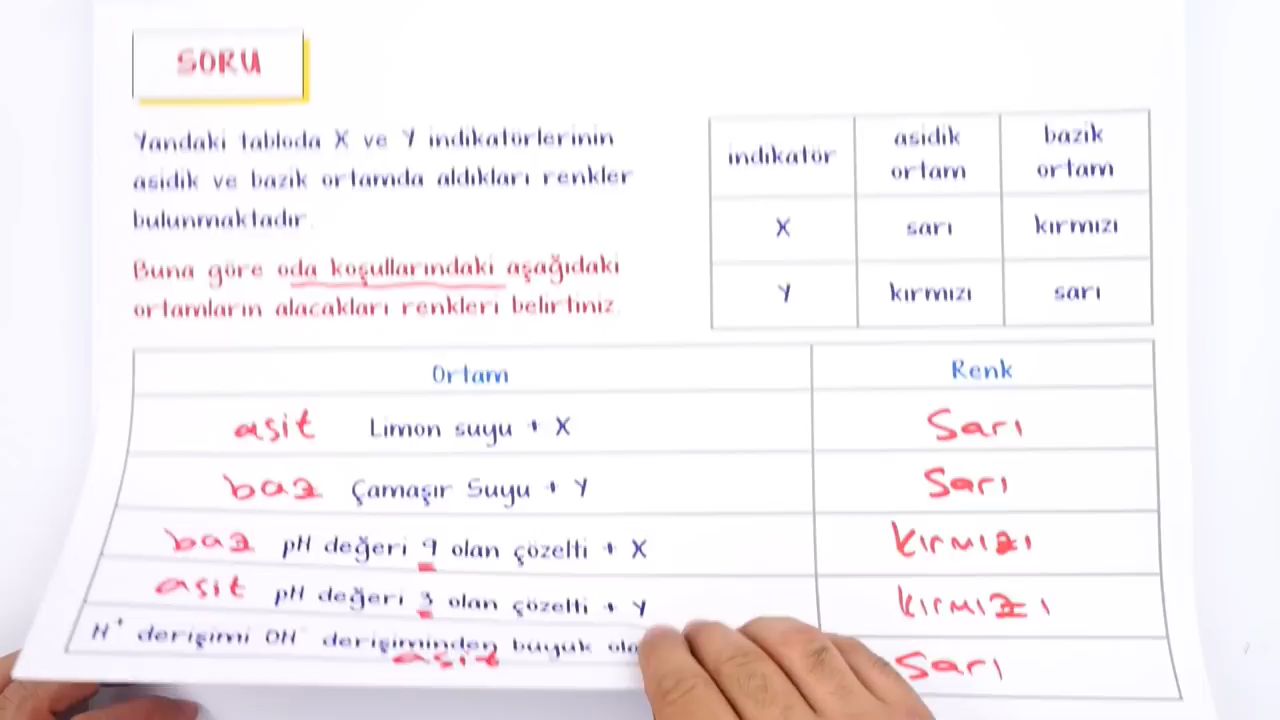 SORU
Yandaki tabloda X ve Y indikatörlerinin
asidik ve bazik ortamda aldıkları renkler
bulunmaktadır.
Buna göre oda koşullarındaki aşağıdaki
ortamların alacakları renkleri belirtiniz.
indikatör asidik ortam bazik ortam
X sarı kırmızı
Y kırmızı sarı
Ortam Renk
asit Limon suyu + X Sarı
baz Çamaşır Suyu + Y Sarı
baz pH değeri 9 olan çözelti + X kırmızı
asit pH değeri 3 olan çözelti + Y kırmızı
H⁺ derişimi OH⁻ derişiminden büyük Sarı
asit